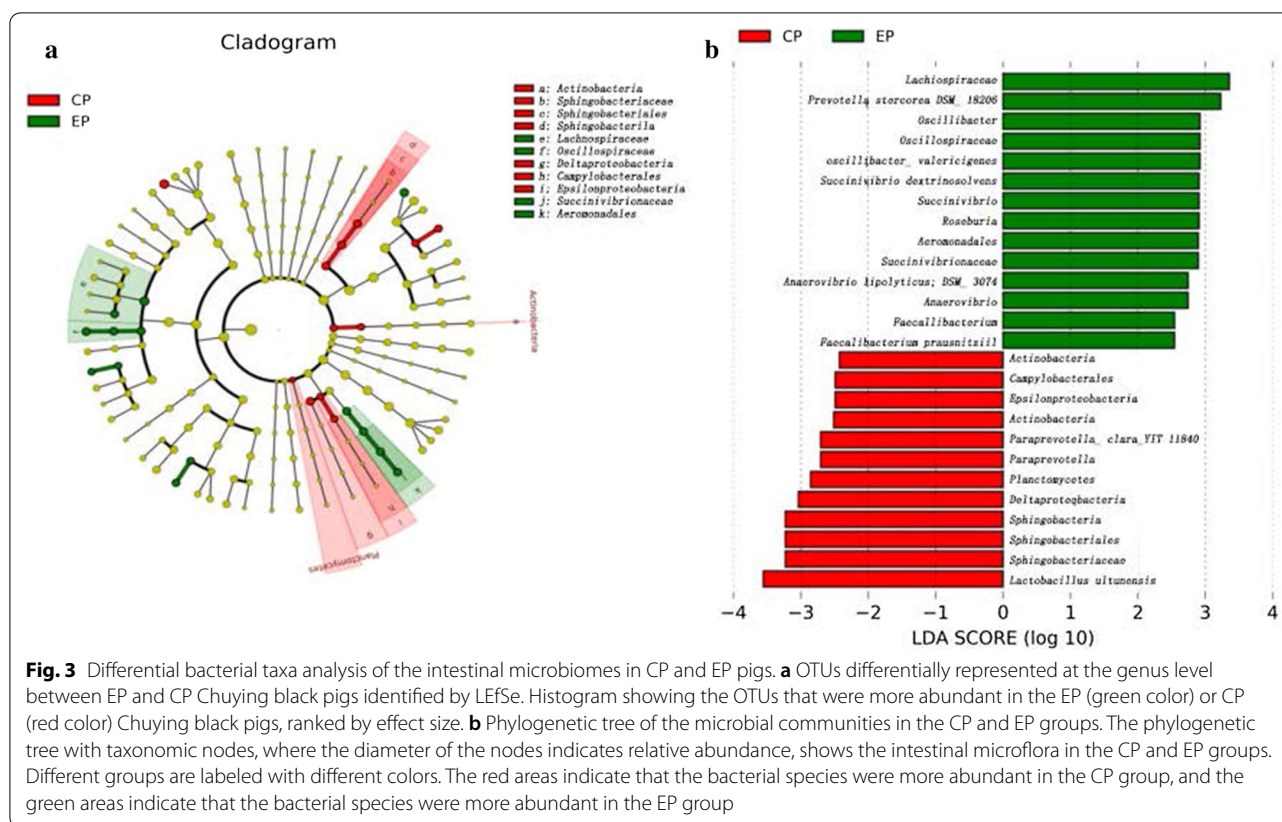 a
Cladogram
CP
EP
a: Actinobacteria
b: Sphingobacteriaceae
c: Sphingobacteriales
d: Sphingobacterila
e: Lachnospiraceae
f: Oscillospiraceae
g: Deltaproteobacteria
h: Campylobacterales
i; Epsilonproteobacteria
j: Succinivibrionaceae
k: Aeromonadales
d
c
b
e
f
Actinobacteria
a
j
k
h
i
g
Planctomycetes
b
CP EP
Lachiospiraceae
Prevotella stercorea DSM_ 18206
Oscillibacter
Oscillospiraceae
oscillibacter_ valericigenes
Succinivibrio dextrinosolvens
Succinivibrio
Roseburia
Aeromonadales
Succinivibrionaceae
Anaerovibrio lipolyticus; DSM_ 3074
Anaerovibrio
Faecallibacterium
Faecalibacterium prausnitziil
Actinobacteria
Campylobacterales
Epsilonproteobacteria
Actinobacteria
Paraprevotella_ clara_YIT 11840
Paraprevotella
Planctomycetes
Deltaproteqbacteria
Sphingobacteria
Sphingobacteriales
Sphingobacteriaceae
Lactobacillus ultunensis
−4 −3 −2 −1 0 1 2 3 4
LDA SCORE (log 10)
Fig. 3 Differential bacterial taxa analysis of the intestinal microbiomes in CP and EP pigs. a OTUs differentially represented at the genus level
between EP and CP Chuying black pigs identified by LEfSe. Histogram showing the OTUs that were more abundant in the EP (green color) or CP
(red color) Chuying black pigs, ranked by effect size. b Phylogenetic tree of the microbial communities in the CP and EP groups. The phylogenetic
tree with taxonomic nodes, where the diameter of the nodes indicates relative abundance, shows the intestinal microflora in the CP and EP groups.
Different groups are labeled with different colors. The red areas indicate that the bacterial species were more abundant in the CP group, and the
green areas indicate that the bacterial species were more abundant in the EP group